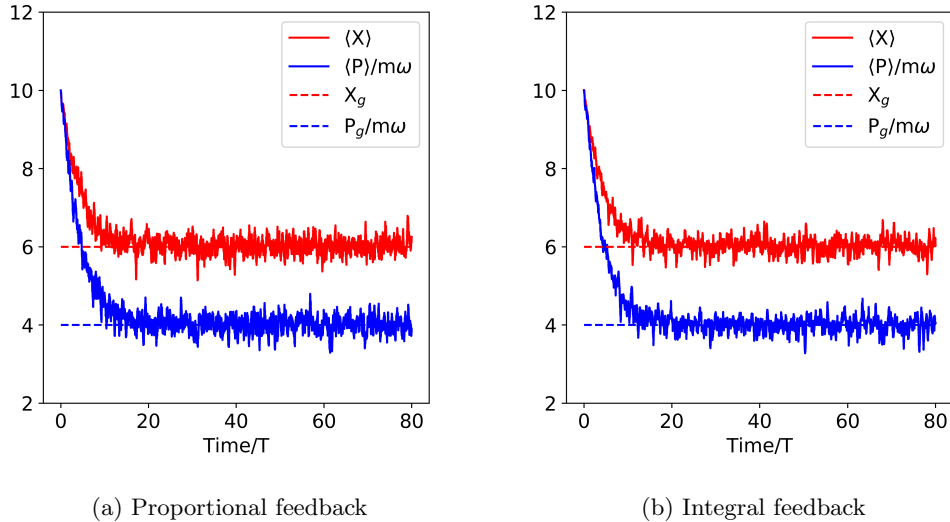 12
10
8
6
4
2
0
20
40
60
80
Time/T
⟨X⟩
⟨P⟩/mω
X_g
P_g/mω
(a) Proportional feedback
12
10
8
6
4
2
0
20
40
60
80
Time/T
⟨X⟩
⟨P⟩/mω
X_g
P_g/mω
(b) Integral feedback